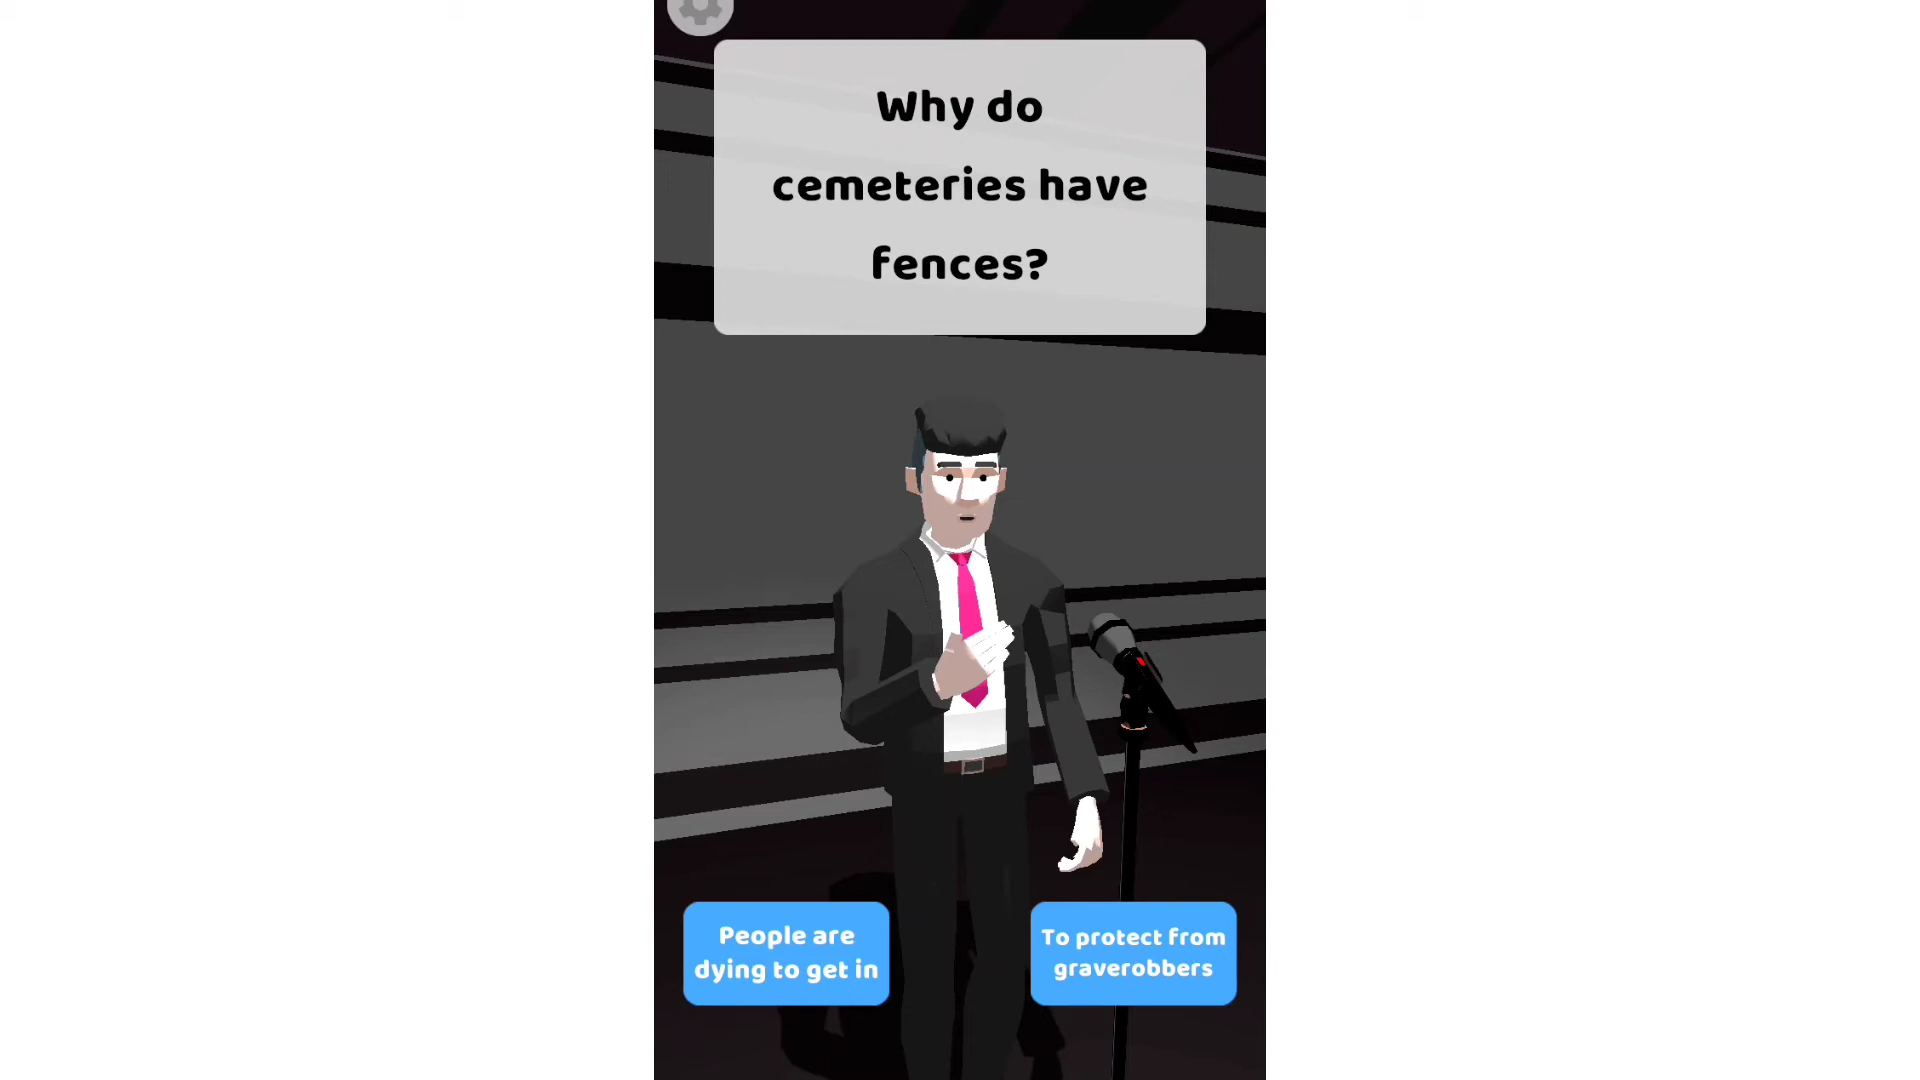 Why do
cemeteries have
fences?
People are
dying to get in
To protect from
graverobbers